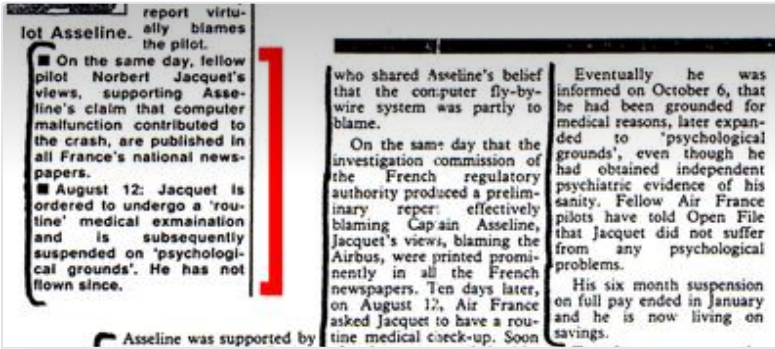 report virtu-
lot Asseline. ally blames
the pilot.
■ On the same day, fellow
pilot Norbert Jacquet's
views, supporting Asse-
line's claim that computer
malfunction contributed to
the crash, are published in
all France's national news-
papers.
■ August 12: Jacquet is
ordered to undergo a 'rou-
tine' medical exmaination
and is subsequently
suspended on 'psychologi-
cal grounds'. He has not
flown since.
Asseline was supported by
who shared Asseline's belief
that the computer fly-by-
wire system was partly to
blame.
On the same day that the
investigation commission of
the French regulatory
authority produced a prelim-
inary report effectively
blaming Captain Asseline,
Jacquet's views, blaming the
Airbus, were printed promi-
nently in all the French
newspapers. Ten days later,
on August 12, Air France
asked Jacquet to have a rou-
tine medical check-up. Soon
Eventually he was
informed on October 6, that
he had been grounded for
medical reasons, later expan-
ded to 'psychological
grounds', even though he
had obtained independent
psychiatric evidence of his
sanity. Fellow Air France
pilots have told Open File
that Jacquet did not suffer
from any psychological
problems.
His six month suspension
on full pay ended in January
and he is now living on
savings.